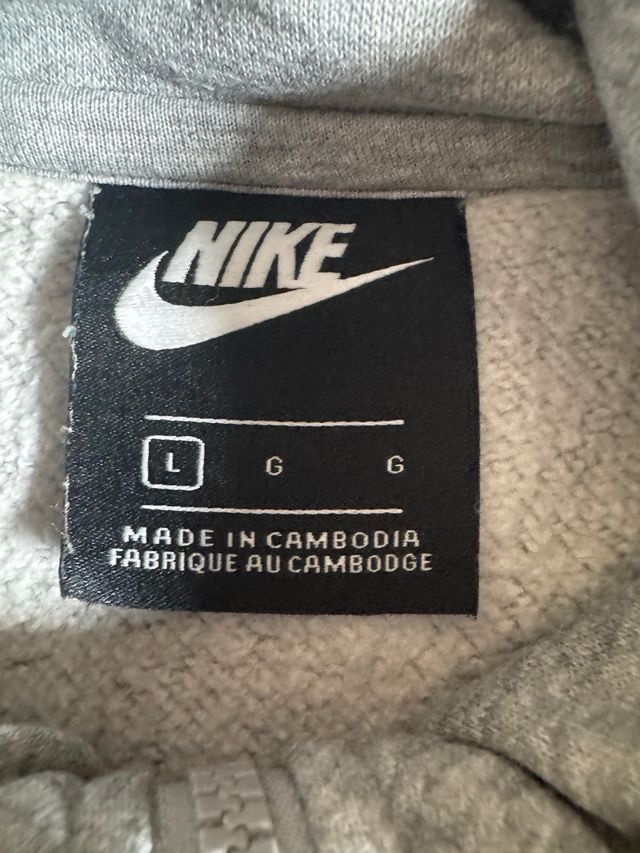 NIKE
L G G
MADE IN CAMBODIA
FABRIQUE AU CAMBODGE